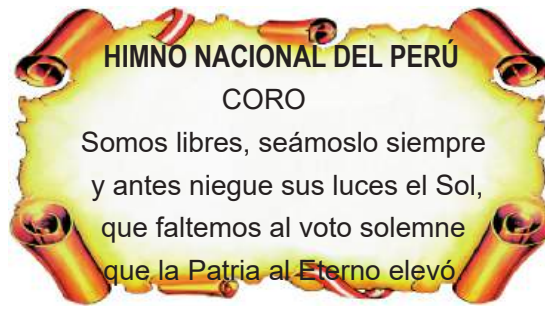 HIMNO NACIONAL DEL PERÚ
CORO
Somos libres, seámoslo siempre
y antes niegue sus luces el Sol,
que faltemos al voto solemne
que la Patria al Eterno elevó.